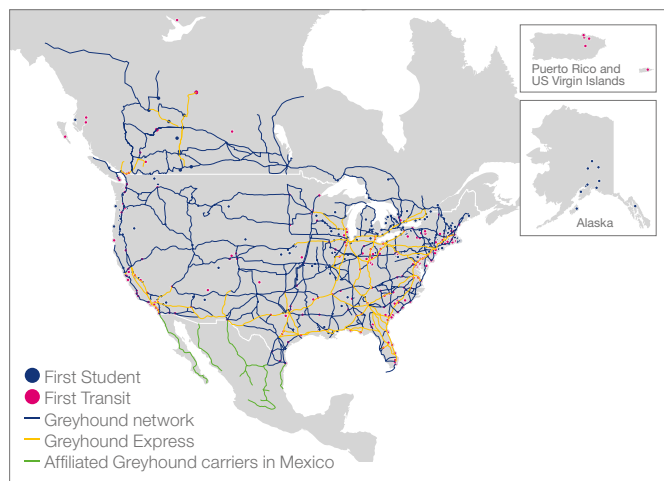 Puerto Rico and
US Virgin Islands
Alaska
First Student
First Transit
Greyhound network
Greyhound Express
Affiliated Greyhound carriers in Mexico